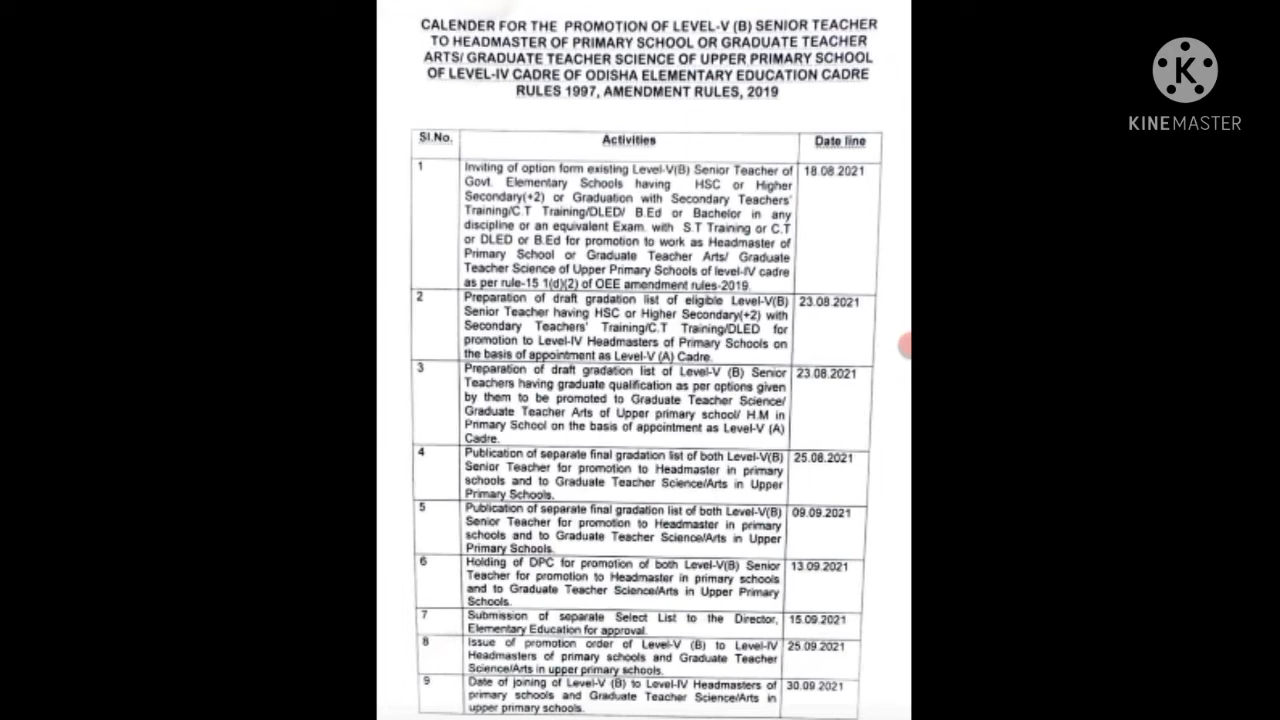 CALENDER FOR THE PROMOTION OF LEVEL-V (B) SENIOR TEACHER
TO HEADMASTER OF PRIMARY SCHOOL OR GRADUATE TEACHER
ARTS/ GRADUATE TEACHER SCIENCE OF UPPER PRIMARY SCHOOL
OF LEVEL-IV CADRE OF ODISHA ELEMENTARY EDUCATION CADRE
RULES 1997, AMENDMENT RULES, 2019
Sl.No. Activities Date line
1 Inviting of option form existing Level-V(B) Senior Teacher of 18.08.2021
Govt. Elementary Schools having HSC or Higher
Secondary(+2) or Graduation with Secondary Teachers'
Training/C.T Training/DLED/ B.Ed or Bachelor in any
discipline or an equivalent Exam. with S.T Training or C.T
or DLED or B.Ed for promotion to work as Headmaster of
Primary School or Graduate Teacher Arts/ Graduate
Teacher Science of Upper Primary Schools of level-IV cadre
as per rule-15 1(d)(2) of OEE amendment rules-2019.
2 Preparation of draft gradation list of eligible Level-V(B) 23.08.2021
Senior Teacher having HSC or Higher Secondary(+2) with
Secondary Teachers' Training/C.T Training/DLED for
promotion to Level-IV Headmasters of Primary Schools on
the basis of appointment as Level-V (A) Cadre.
3 Preparation of draft gradation list of Level-V (B) Senior 23.08.2021
Teachers having graduate qualification as per options given
by them to be promoted to Graduate Teacher Science/
Graduate Teacher Arts of Upper primary school/ H.M in
Primary School on the basis of appointment as Level-V (A)
Cadre.
4 Publication of separate final gradation list of both Level-V(B) 25.08.2021
Senior Teacher for promotion to Headmaster in primary
schools and to Graduate Teacher Science/Arts in Upper
Primary Schools.
5 Publication of separate final gradation list of both Level-V(B) 09.09.2021
Senior Teacher for promotion to Headmaster in primary
schools and to Graduate Teacher Science/Arts in Upper
Primary Schools.
6 Holding of DPC for promotion of both Level-V(B) Senior 13.09.2021
Teacher for promotion to Headmaster in primary schools
and to Graduate Teacher Science/Arts in Upper Primary
Schools.
7 Submission of separate Select List to the Director, 15.09.2021
Elementary Education for approval.
8 Issue of promotion order of Level-V (B) to Level-IV 25.09.2021
Headmasters of primary schools and Graduate Teacher
Science/Arts in upper primary schools.
9 Date of joining of Level-V (B) to Level-IV Headmasters of 30.09.2021
primary schools and Graduate Teacher Science/Arts in
upper primary schools.
K
KINEMASTER